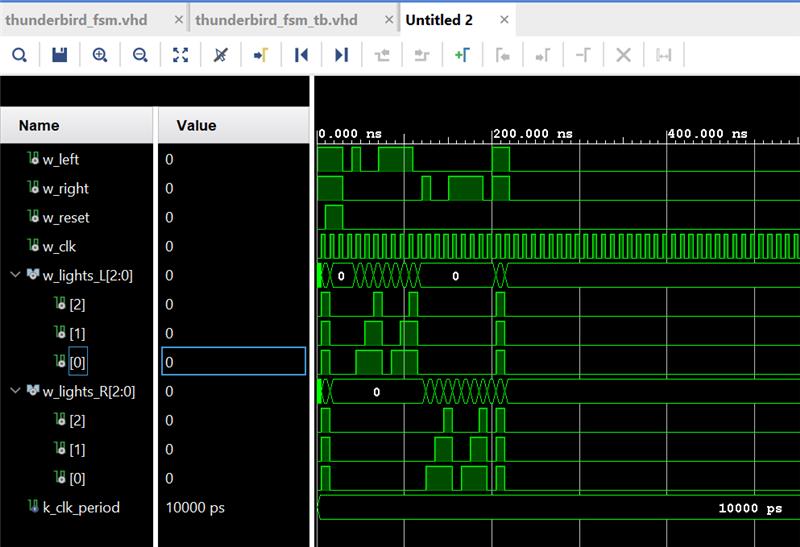 thunderbird_fsm.vhd × thunderbird_fsm_tb.vhd × Untitled 2 ×
Name Value 0.000 ns 200.000 ns 400.000 ns
w_left 0
w_right 0
w_reset 0
w_clk 0
w_lights_L[2:0] 0 0 0
[2] 0
[1] 0
[0] 0
w_lights_R[2:0] 0 0
[2] 0
[1] 0
[0] 0
k_clk_period 10000 ps 10000 ps